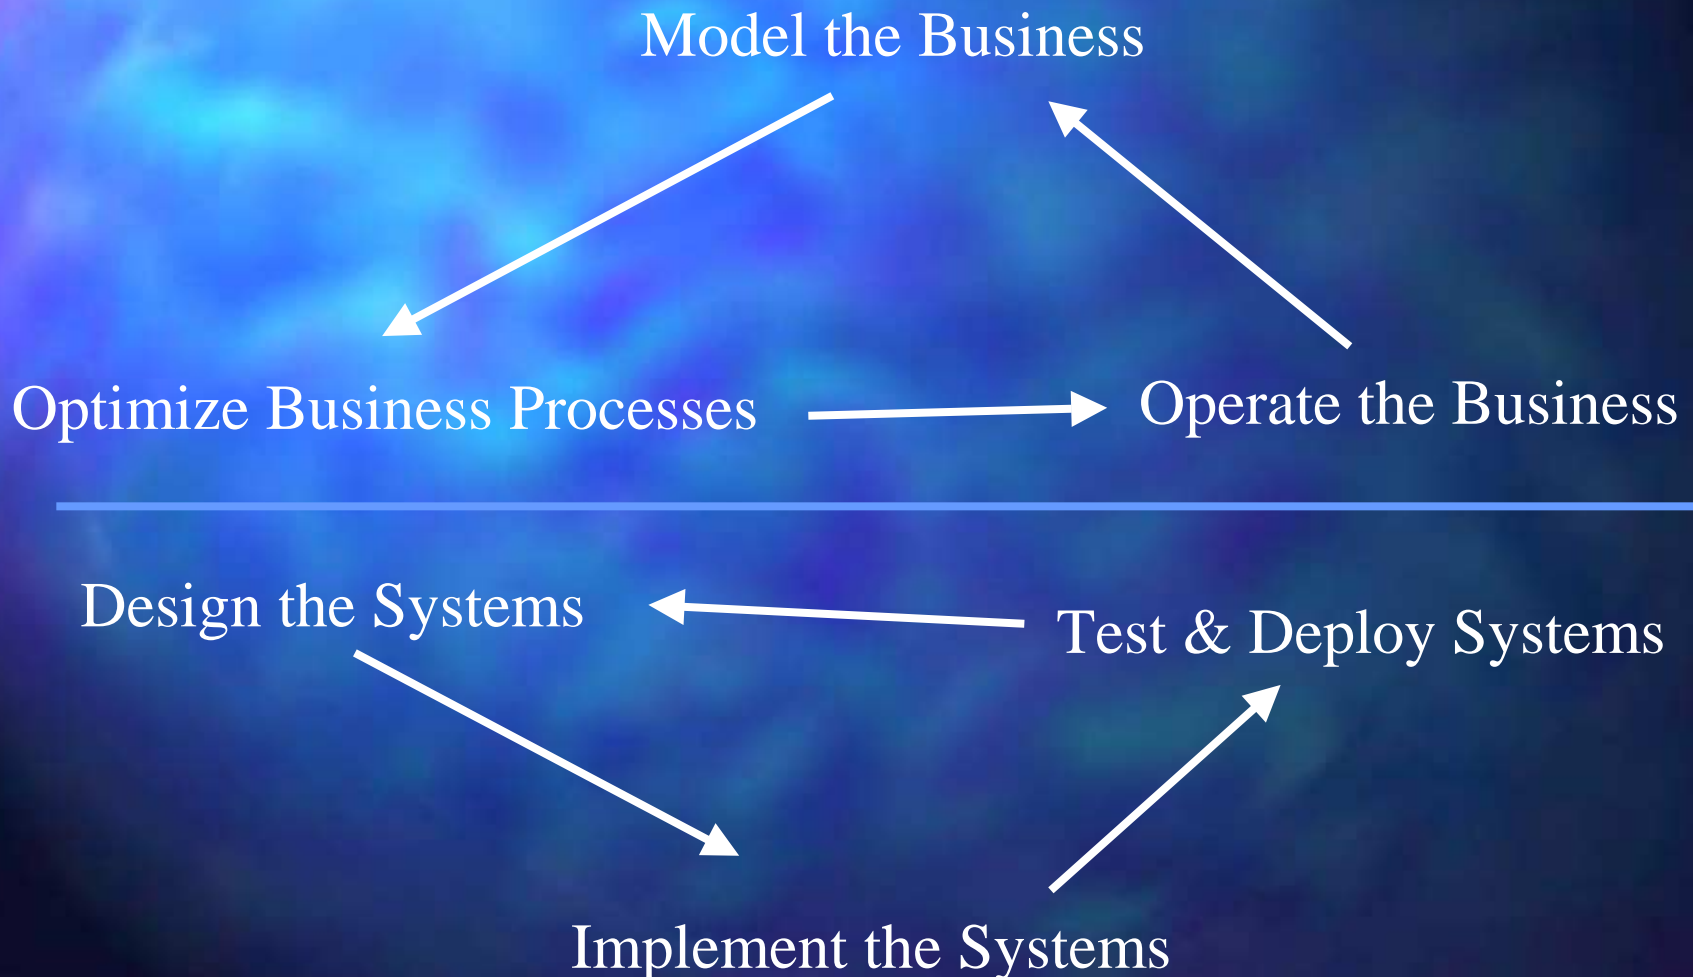 Model the Business
Optimize Business Processes
Operate the Business
Design the Systems
Test & Deploy Systems
Implement the Systems